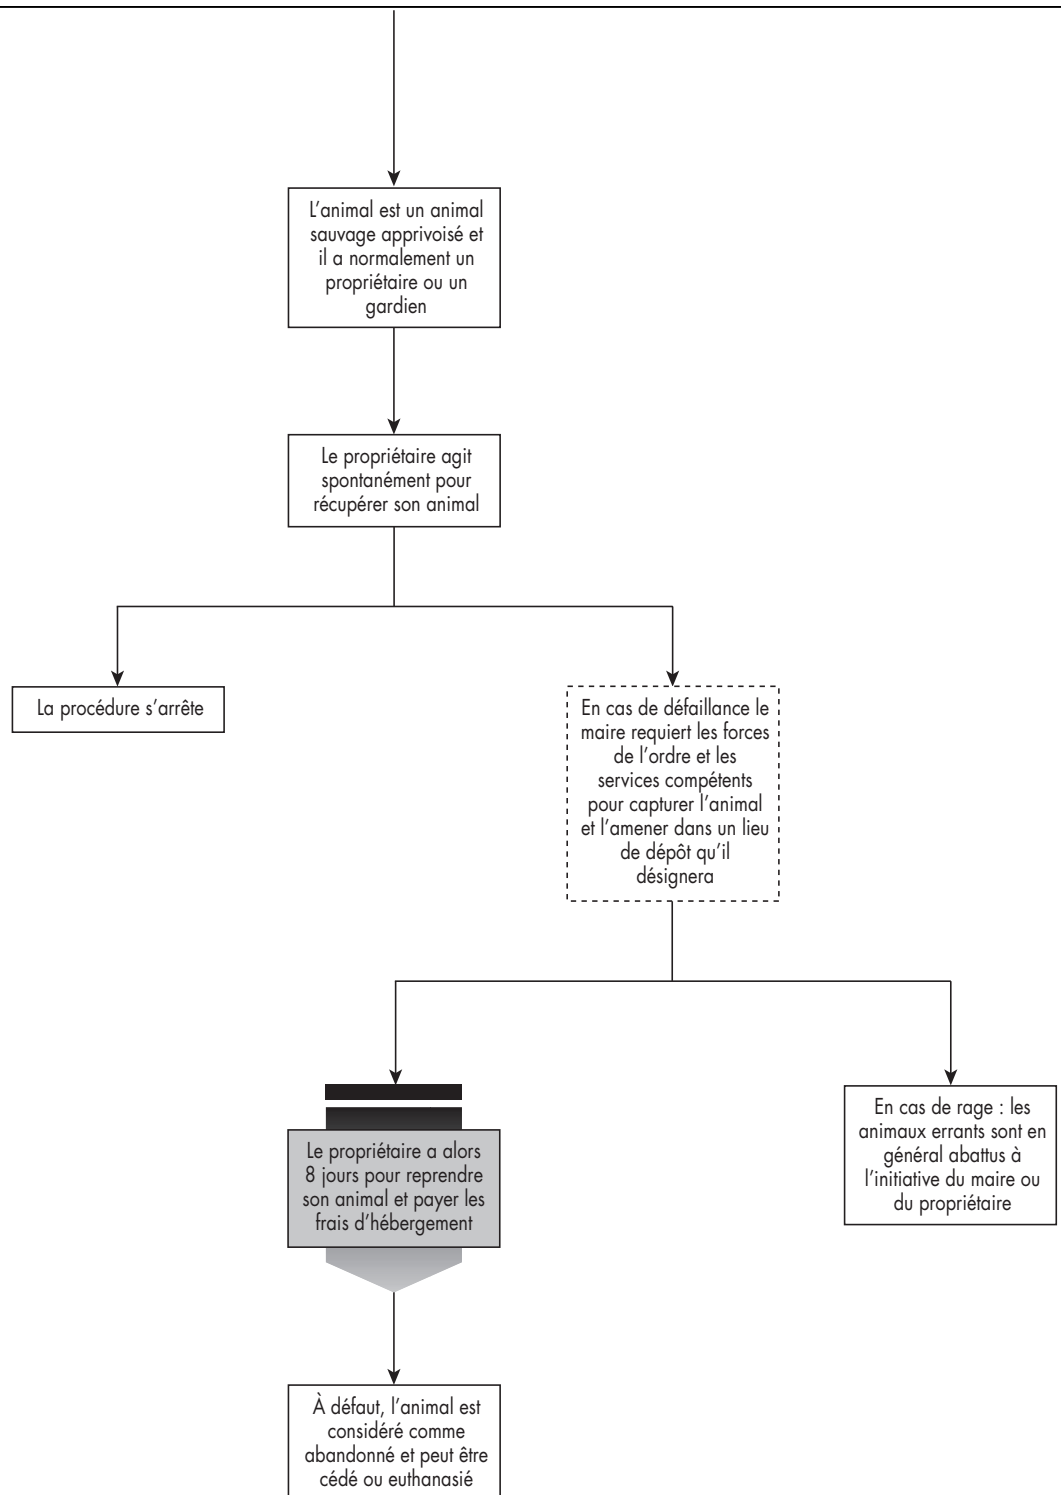 L’animal est un animal
sauvage apprivoisé et
il a normalement un
propriétaire ou un
gardien
Le propriétaire agit
spontanément pour
récupérer son animal
La procédure s’arrête
En cas de défaillance le
maire requiert les forces
de l’ordre et les
services compétents
pour capturer l’animal
et l’amener dans un lieu
de dépôt qu’il
désignera
Le propriétaire a alors
8 jours pour reprendre
son animal et payer les
frais d’hébergement
En cas de rage : les
animaux errants sont en
général abattus à
l’initiative du maire ou
du propriétaire
À défaut, l’animal est
considéré comme
abandonné et peut être
cédé ou euthanasié